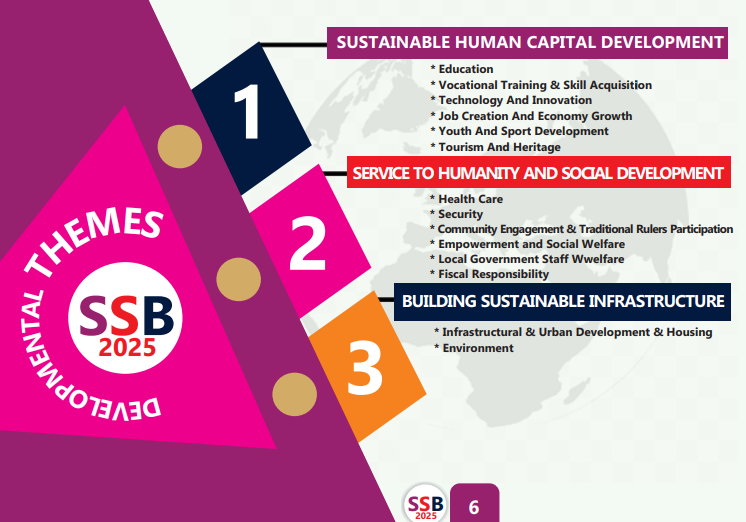 DEVELOPMENTAL THEMES
SSB
2025
1
SUSTAINABLE HUMAN CAPITAL DEVELOPMENT
* Education
* Vocational Training & Skill Acquisition
* Technology And Innovation
* Job Creation And Economy Growth
* Youth And Sport Development
* Tourism And Heritage
2
SERVICE TO HUMANITY AND SOCIAL DEVELOPMENT
* Health Care
* Security
* Community Engagement & Traditional Rulers Participation
* Empowerment and Social Welfare
* Local Government Staff Wwelfare
* Fiscal Responsibility
3
BUILDING SUSTAINABLE INFRASTRUCTURE
* Infrastructural & Urban Development & Housing
* Environment
SSB
2025
6